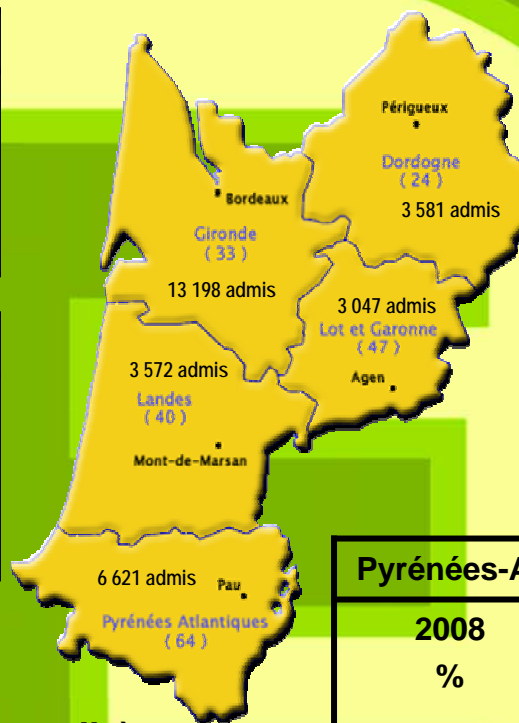 Périgueux
Dordogne
( 24 )
3 581 admis
Bordeaux
Gironde
( 33 )
13 198 admis
3 047 admis
Lot et Garonne
( 47 )
Agen
3 572 admis
Landes
( 40 )
Mont-de-Marsan
6 621 admis
Pau
Pyrénées Atlantiques
( 64 )
Pyrénées-A
2008
%